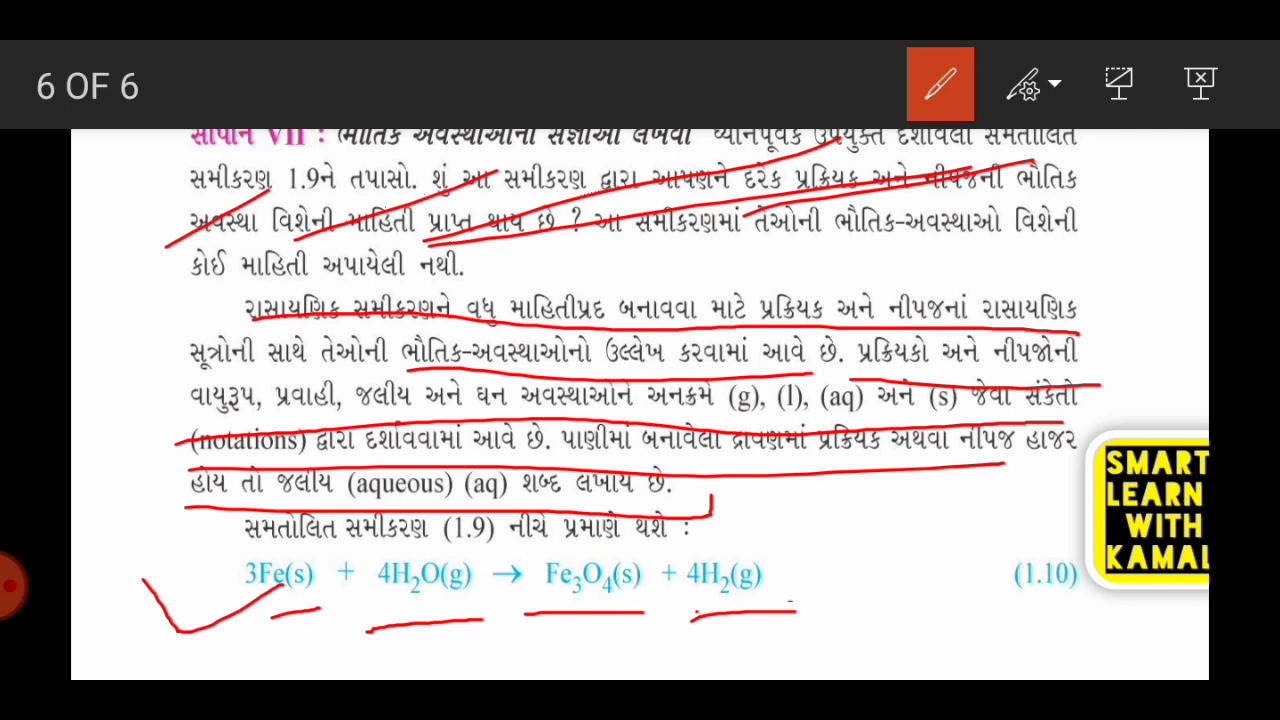 6 OF 6
સોપાન VII : ભૌતિક અવસ્થાઓની સંજ્ઞાઓ લખવી ધ્યાનપૂર્વક ઉપર્યુક્ત દર્શાવેલા સમતોલિત
સમીકરણ 1.9ને તપાસો. શું આ સમીકરણ દ્વારા આપણને દરેક પ્રક્રિયક અને નીપજની ભૌતિક
અવસ્થા વિશેની માહિતી પ્રાપ્ત થાય છે ? આ સમીકરણમાં તેઓની ભૌતિક-અવસ્થાઓ વિશેની
કોઈ માહિતી અપાયેલી નથી.
રાસાયણિક સમીકરણને વધુ માહિતીપ્રદ બનાવવા માટે પ્રક્રિયક અને નીપજનાં રાસાયણિક
સૂત્રોની સાથે તેઓની ભૌતિક-અવસ્થાઓનો ઉલ્લેખ કરવામાં આવે છે. પ્રક્રિયકો અને નીપજોની
વાયુરૂપ, પ્રવાહી, જલીય અને ઘન અવસ્થાઓને અનુક્રમે (g), (l), (aq) અને (s) જેવા સંકેતો
(notations) દ્વારા દર્શાવવામાં આવે છે. પાણીમાં બનાવેલા દ્રાવણમાં પ્રક્રિયક અથવા નીપજ હાજર
હોય તો જલીય (aqueous) (aq) શબ્દ લખાય છે.
સમતોલિત સમીકરણ (1.9) નીચે પ્રમાણે થશે :
3Fe(s) + 4H₂O(g) → Fe₃O₄(s) + 4H₂(g) (1.10)
SMART
LEARN
WITH
KAMAL